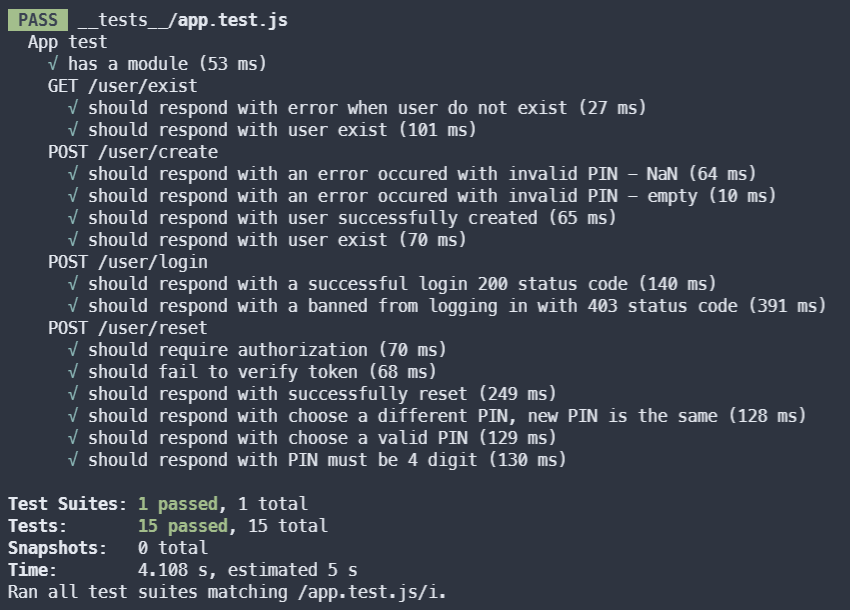 PASS __tests__/app.test.js
App test
√ has a module (53 ms)
GET /user/exist
√ should respond with error when user do not exist (27 ms)
√ should respond with user exist (101 ms)
POST /user/create
√ should respond with an error occured with invalid PIN – NaN (64 ms)
√ should respond with an error occured with invalid PIN – empty (10 ms)
√ should respond with user successfully created (65 ms)
√ should respond with user exist (70 ms)
POST /user/login
√ should respond with a successful login 200 status code (140 ms)
√ should respond with a banned from logging in with 403 status code (391 ms)
POST /user/reset
√ should require authorization (70 ms)
√ should fail to verify token (68 ms)
√ should respond with successfully reset (249 ms)
√ should respond with choose a different PIN, new PIN is the same (128 ms)
√ should respond with choose a valid PIN (129 ms)
√ should respond with PIN must be 4 digit (130 ms)
Test Suites: 1 passed, 1 total
Tests: 15 passed, 15 total
Snapshots: 0 total
Time: 4.108 s, estimated 5 s
Ran all test suites matching /app.test.js/i.